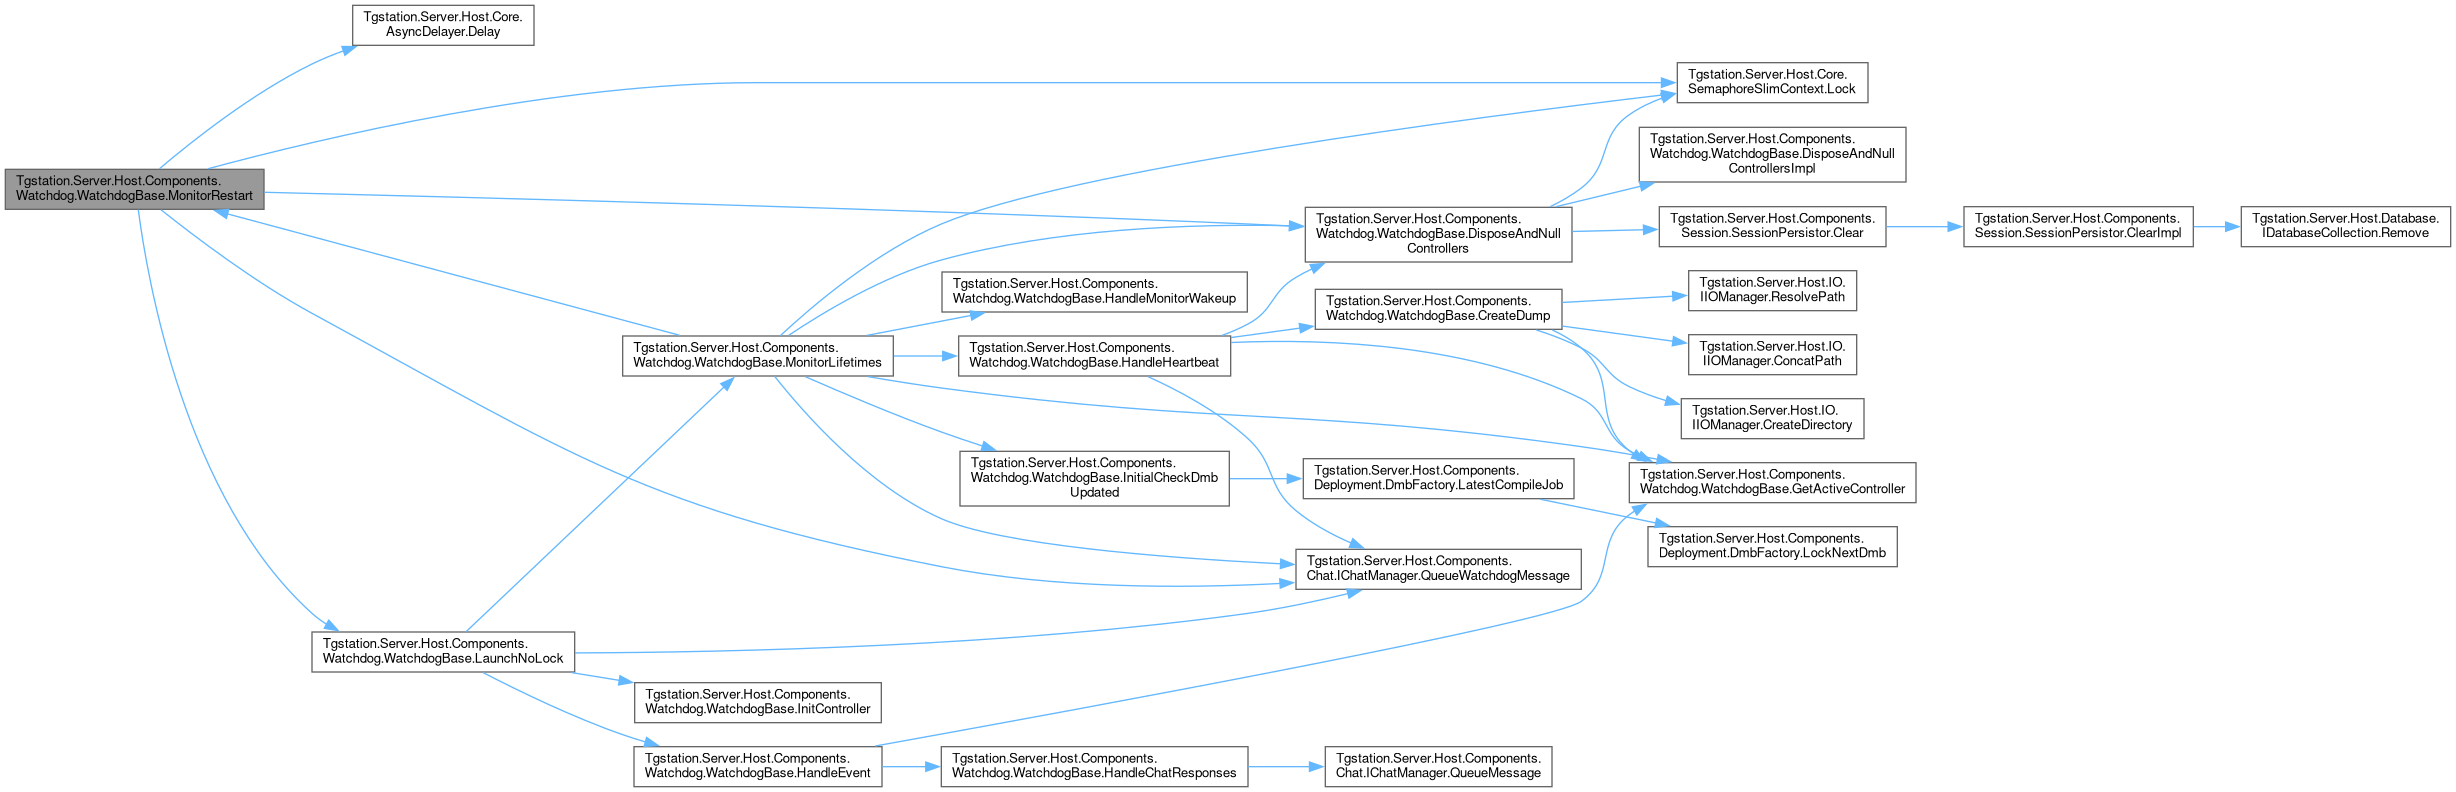 Tgstation.Server.Host.Core.
AsyncDelayer.Delay
Tgstation.Server.Host.Core.
SemaphoreSlimContext.Lock
Tgstation.Server.Host.Components.
Watchdog.WatchdogBase.DisposeAndNull
ControllersImpl
Tgstation.Server.Host.Components.
Watchdog.WatchdogBase.MonitorRestart
Tgstation.Server.Host.Components.
Watchdog.WatchdogBase.DisposeAndNull
Controllers
Tgstation.Server.Host.Components.
Session.SessionPersistor.Clear
Tgstation.Server.Host.Components.
Session.SessionPersistor.ClearImpl
Tgstation.Server.Host.Database.
IDatabaseCollection.Remove
Tgstation.Server.Host.Components.
Watchdog.WatchdogBase.HandleMonitorWakeup
Tgstation.Server.Host.IO.
IIOManager.ResolvePath
Tgstation.Server.Host.Components.
Watchdog.WatchdogBase.CreateDump
Tgstation.Server.Host.Components.
Watchdog.WatchdogBase.MonitorLifetimes
Tgstation.Server.Host.Components.
Watchdog.WatchdogBase.HandleHeartbeat
Tgstation.Server.Host.IO.
IIOManager.ConcatPath
Tgstation.Server.Host.IO.
IIOManager.CreateDirectory
Tgstation.Server.Host.Components.
Watchdog.WatchdogBase.InitialCheckDmb
Updated
Tgstation.Server.Host.Components.
Deployment.DmbFactory.LatestCompileJob
Tgstation.Server.Host.Components.
Watchdog.WatchdogBase.GetActiveController
Tgstation.Server.Host.Components.
Deployment.DmbFactory.LockNextDmb
Tgstation.Server.Host.Components.
Chat.IChatManager.QueueWatchdogMessage
Tgstation.Server.Host.Components.
Watchdog.WatchdogBase.LaunchNoLock
Tgstation.Server.Host.Components.
Watchdog.WatchdogBase.InitController
Tgstation.Server.Host.Components.
Watchdog.WatchdogBase.HandleEvent
Tgstation.Server.Host.Components.
Watchdog.WatchdogBase.HandleChatResponses
Tgstation.Server.Host.Components.
Chat.IChatManager.QueueMessage